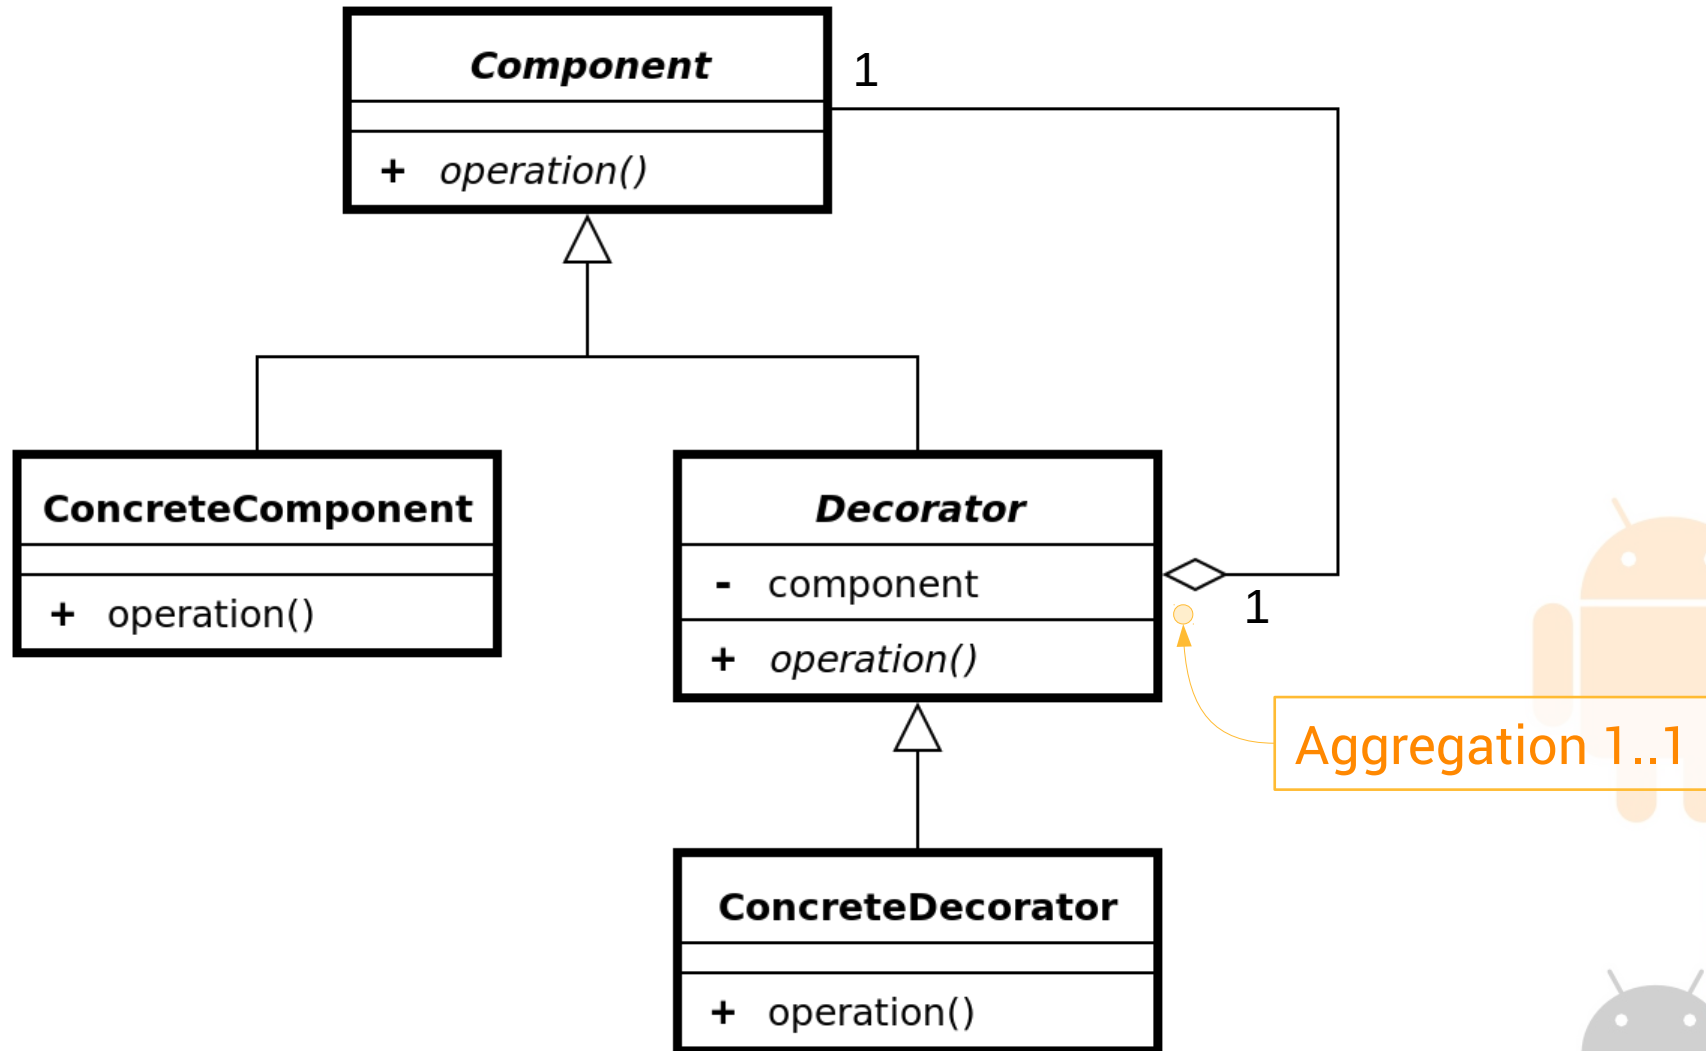 Component
1
+ operation()
ConcreteComponent
+ operation()
Decorator
- component
+ operation()
1
Aggregation 1..1
ConcreteDecorator
+ operation()